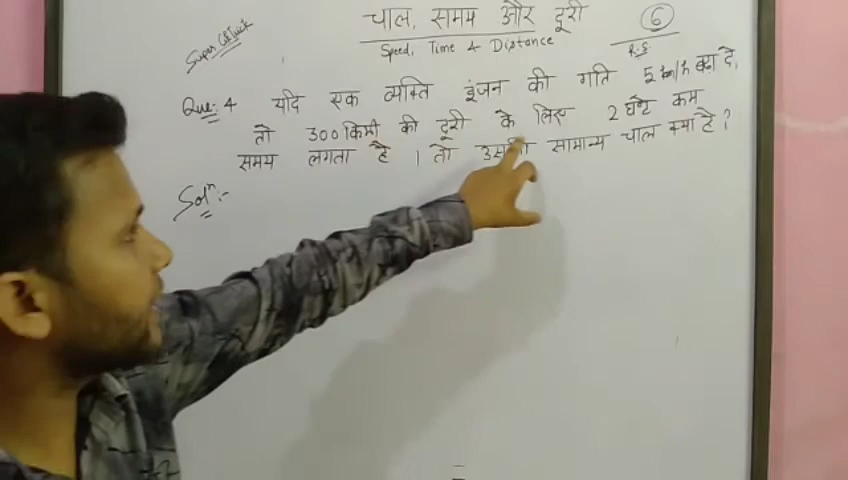 चाल, समय और दूरी
6
Speed, Time & Distance
R.S
Super
Que:- 4 यदि एक व्यक्ति इंजन की गति 5 km/h बढ़ा दे,
तो 300 किमी की दूरी के लिए 2 घण्टे कम
समय लगता है । तो उसकी सामान्य चाल क्या है ?
Solⁿ:-